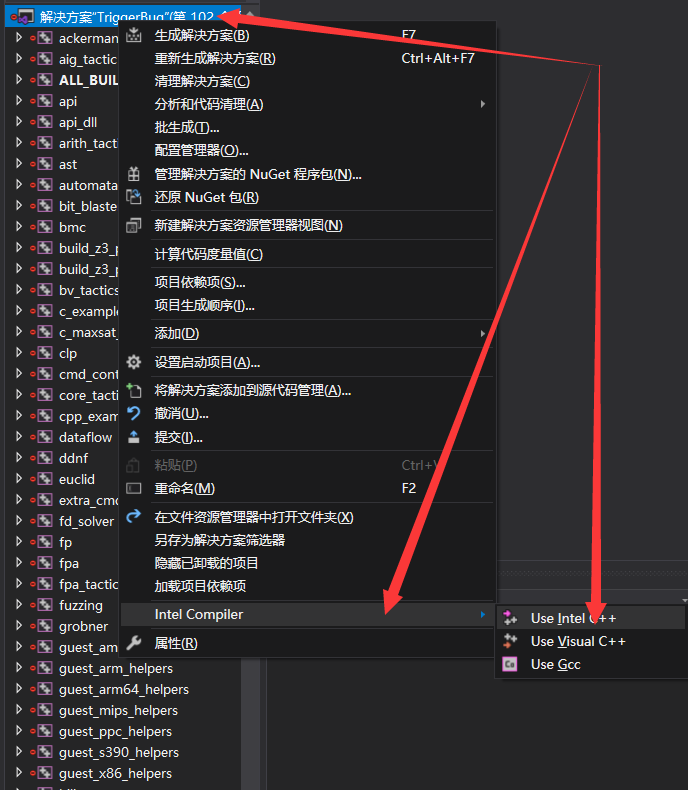 解决方案"TriggerBug"(第 102
ackerman
aig_tactic
ALL_BUIL
api
api_dll
arith_tacti
ast
automata
bit_blaste
bmc
build_z3_p
build_z3_p
bv_tactics
c_example
c_maxsat_
clp
cmd_cont
core_tacti
cpp_exam
dataflow
ddnf
euclid
extra_cmd
fd_solver
fp
fpa
fpa_tactic
fuzzing
grobner
guest_am
guest_arm_helpers
guest_arm64_helpers
guest_mips_helpers
guest_ppc_helpers
guest_s390_helpers
guest_x86_helpers
生成解决方案(B) F7
重新生成解决方案(R) Ctrl+Alt+F7
清理解决方案(C)
分析和代码清理(A)
批生成(T)...
配置管理器(O)...
管理解决方案的 NuGet 程序包(N)...
还原 NuGet 包(R)
新建解决方案资源管理器视图(N)
计算代码度量值(C)
项目依赖项(S)...
项目生成顺序(I)...
添加(D)
设置启动项目(A)...
将解决方案添加到源代码管理(A)...
撤消(U)...
提交(I)...
粘贴(P) Ctrl+V
重命名(M) F2
在文件资源管理器中打开文件夹(X)
另存为解决方案筛选器
隐藏已卸载的项目
加载项目依赖项
Intel Compiler
属性(R)
Use Intel C++
Use Visual C++
Use Gcc